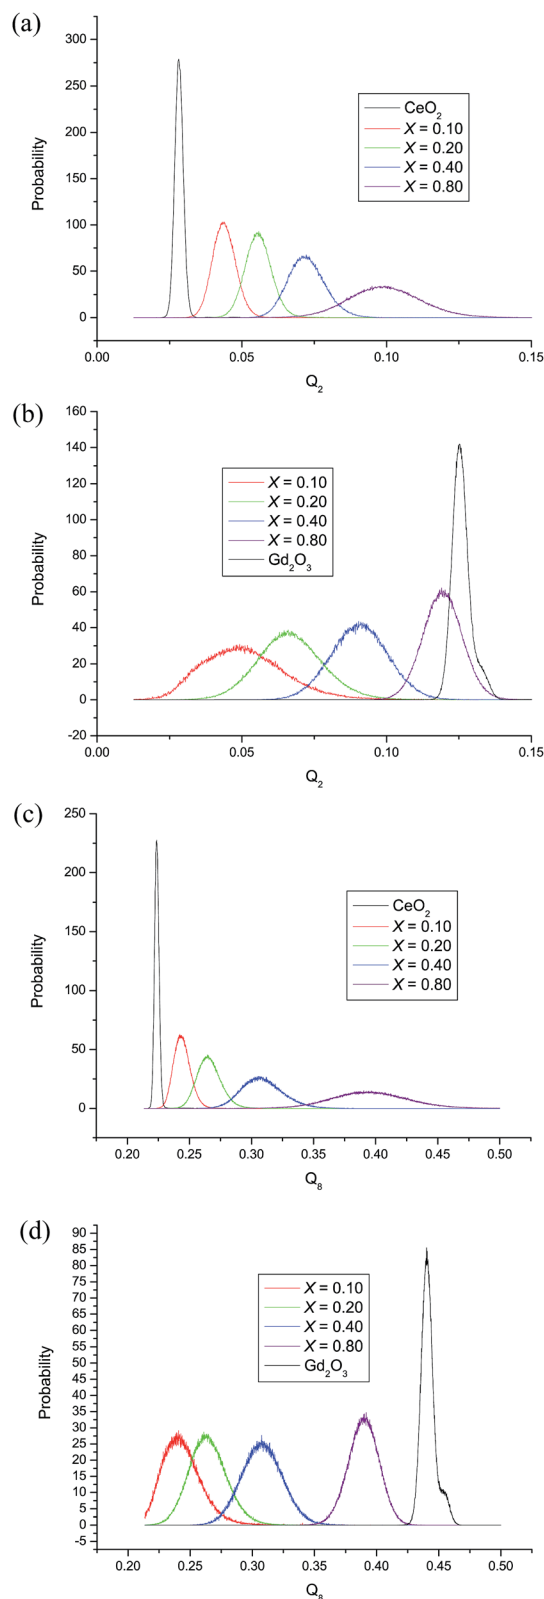 (a)
300
250
200
150
100
50
0
Probability
CeO₂
X = 0.10
X = 0.20
X = 0.40
X = 0.80
0.00 0.05 0.10 0.15
Q₂
(b)
160
140
120
100
80
60
40
20
0
-20
Probability
X = 0.10
X = 0.20
X = 0.40
X = 0.80
Gd₂O₃
0.00 0.05 0.10 0.15
Q₂
(c)
250
200
150
100
50
0
Probability
CeO₂
X = 0.10
X = 0.20
X = 0.40
X = 0.80
0.20 0.25 0.30 0.35 0.40 0.45 0.50
Q₈
(d)
90
85
80
75
70
65
60
55
50
45
40
35
30
25
20
15
10
5
0
-5
Probability
X = 0.10
X = 0.20
X = 0.40
X = 0.80
Gd₂O₃
0.20 0.25 0.30 0.35 0.40 0.45 0.50
Q₈